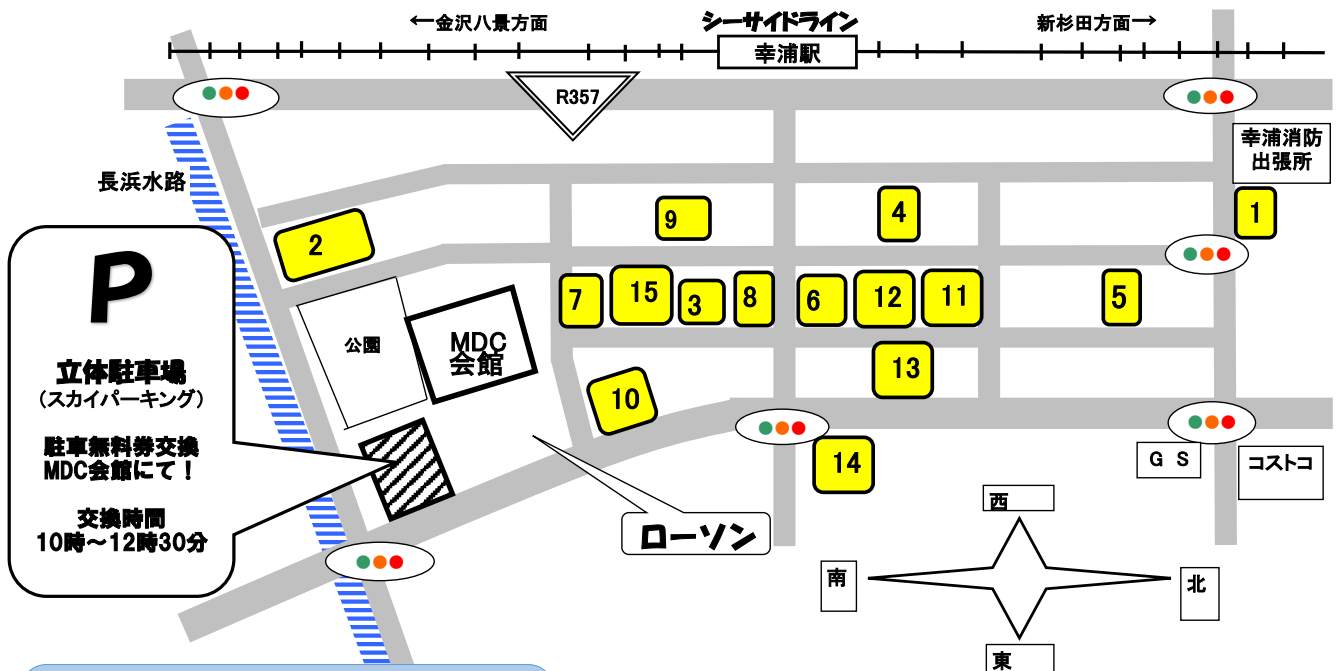 ←金沢八景方面
シーサイドライン
新杉田方面→
幸浦駅
R357
幸浦消防
出張所
長浜水路
1
2
9
4
7
15
3
8
6
12
11
5
公園
MDC
会館
13
10
14
P
立体駐車場
(スカイパーキング)
駐車無料券交換
MDC会館にて！
交換時間
10時～12時30分
ローソン
G S
コストコ
西
南
北
東